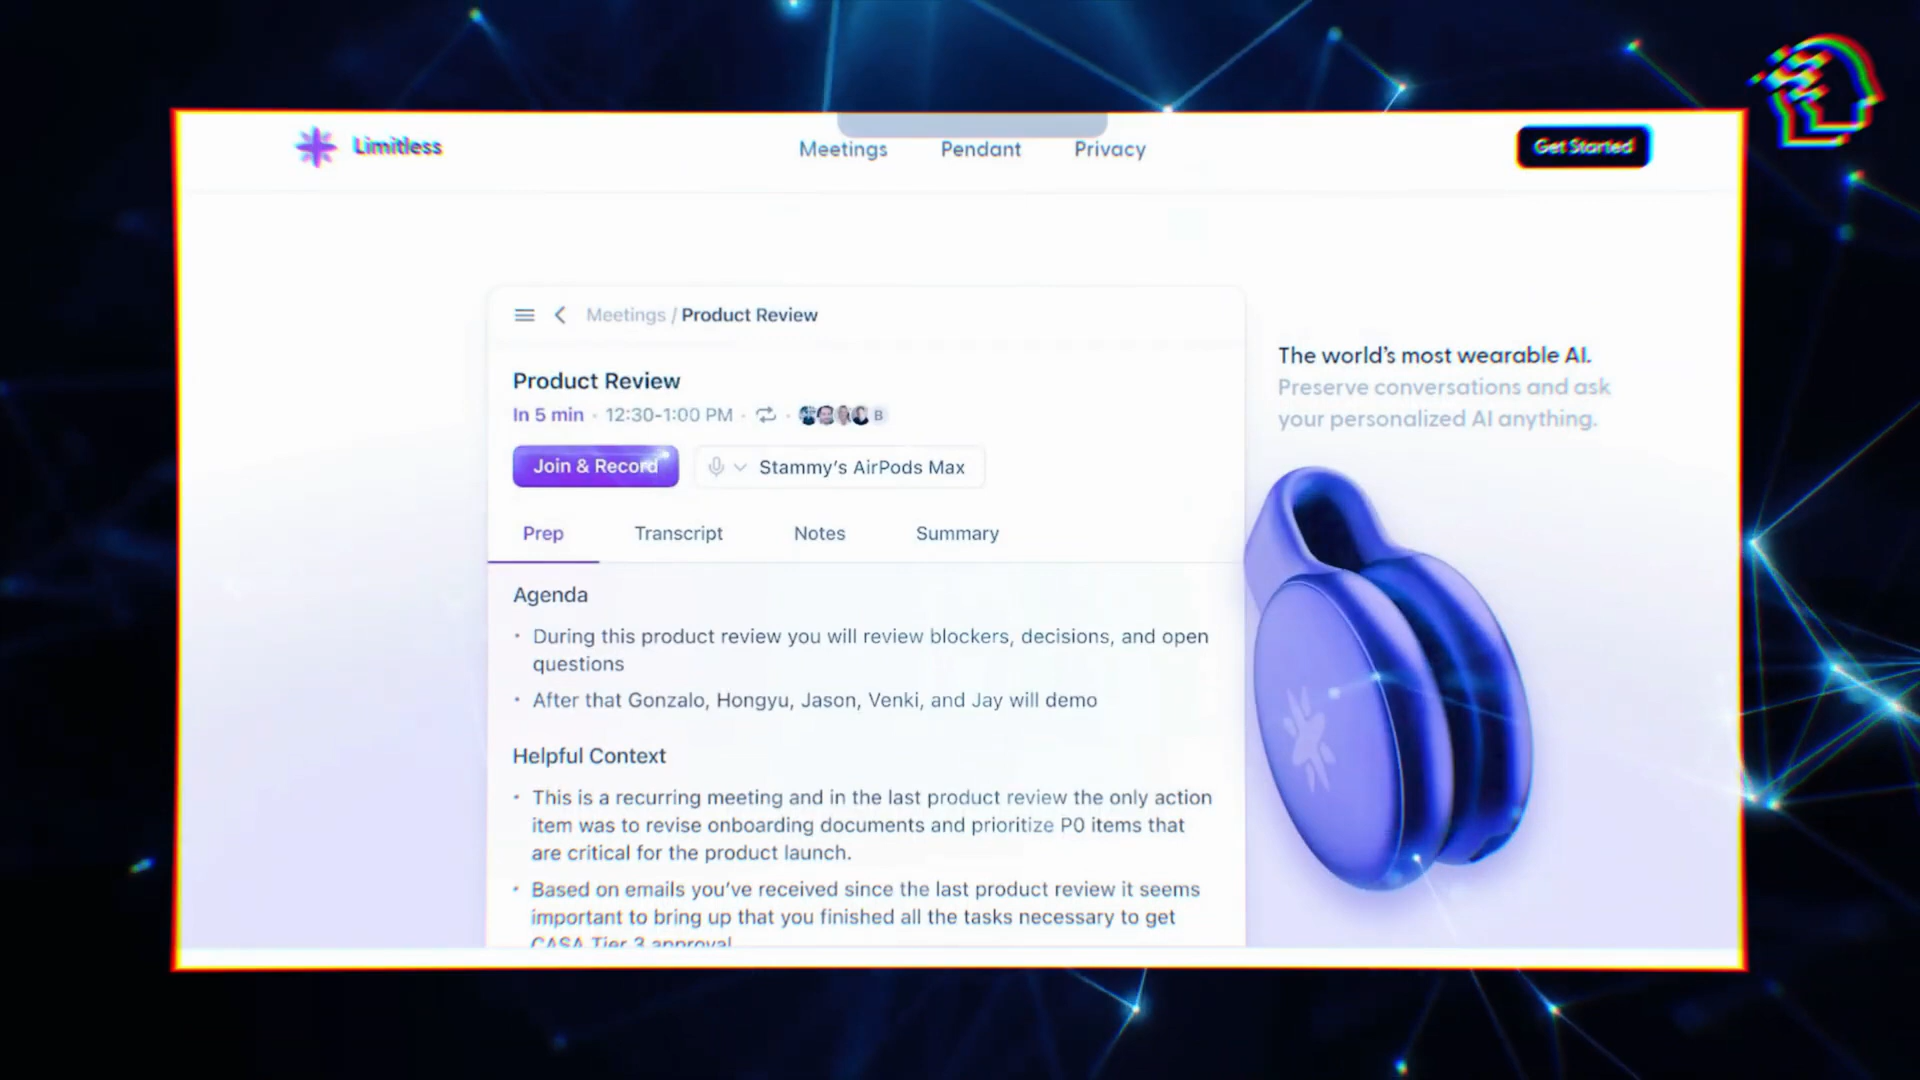 Limitless
Meetings
Pendant
Privacy
Get Started
Meetings / Product Review
Product Review
In 5 min · 12:30-1:00 PM · · B
Join & Record
Stammy's AirPods Max
Prep
Transcript
Notes
Summary
Agenda
• During this product review you will review blockers, decisions, and open
questions
• After that Gonzalo, Hongyu, Jason, Venki, and Jay will demo
Helpful Context
• This is a recurring meeting and in the last product review the only action
item was to revise onboarding documents and prioritize P0 items that
are critical for the product launch.
• Based on emails you've received since the last product review it seems
important to bring up that you finished all the tasks necessary to get
CASA Tier 3 approval
The world's most wearable AI.
Preserve conversations and ask
your personalized AI anything.